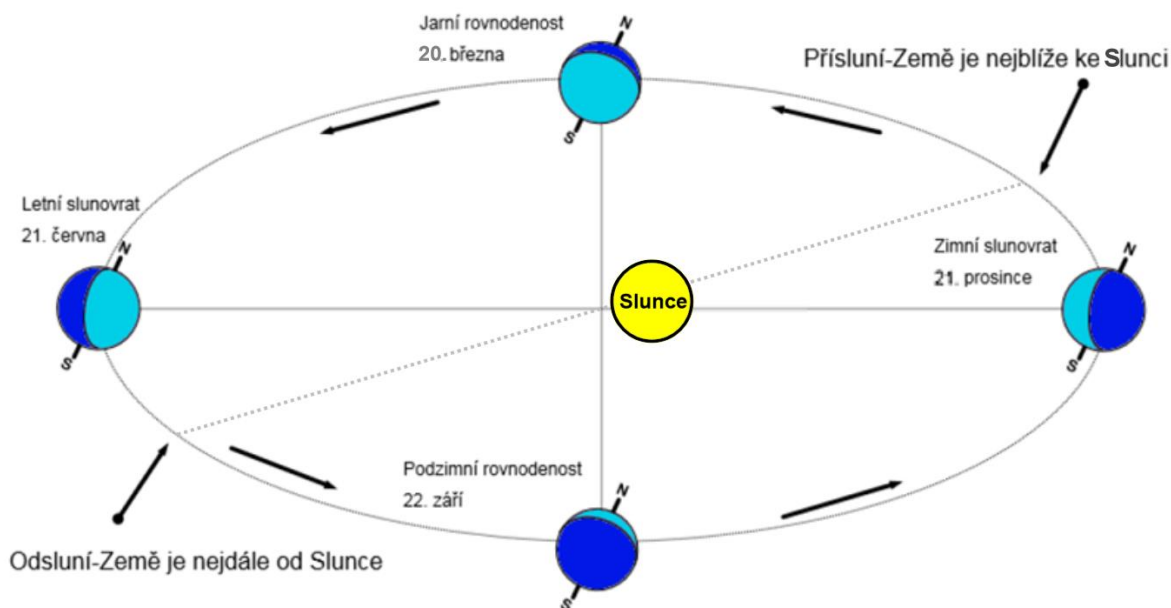 Jarní rovnodenost
20. března
N
S
Přísluní-Země je nejblíže ke Slunci
Letní slunovrat
21. června
N
S
Slunce
Zimní slunovrat
21. prosince
N
S
Podzimní rovnodenost
22. září
N
S
Odsluní-Země je nejdále od Slunce